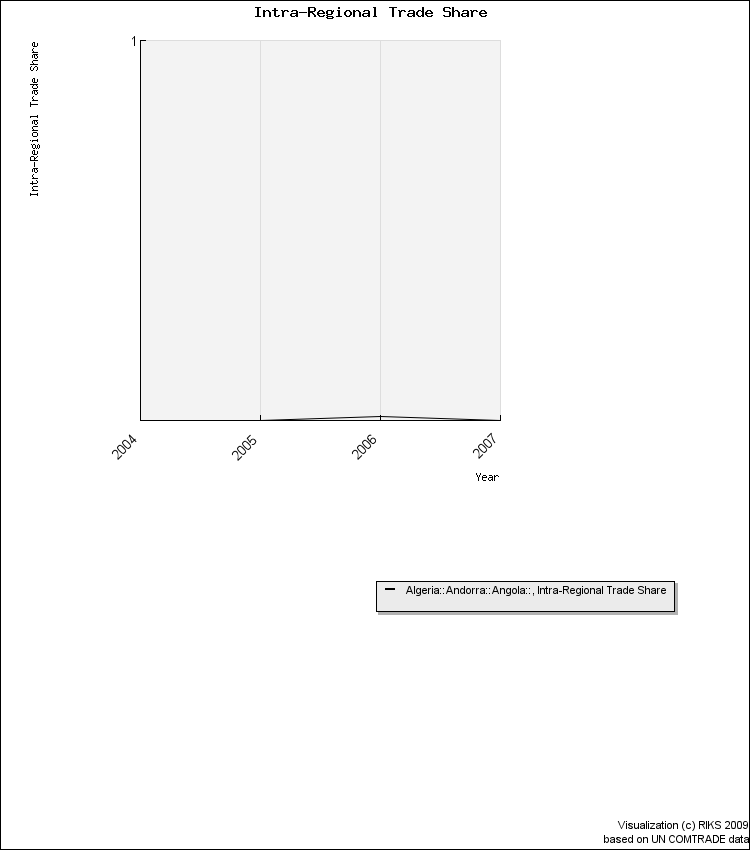 Intra-Regional Trade Share
Intra-Regional Trade Share
1
2004
2005
2006
2007
Year
Algeria::Andorra::Angola::, Intra-Regional Trade Share
Visualization (c) RIKS 2009
based on UN COMTRADE data